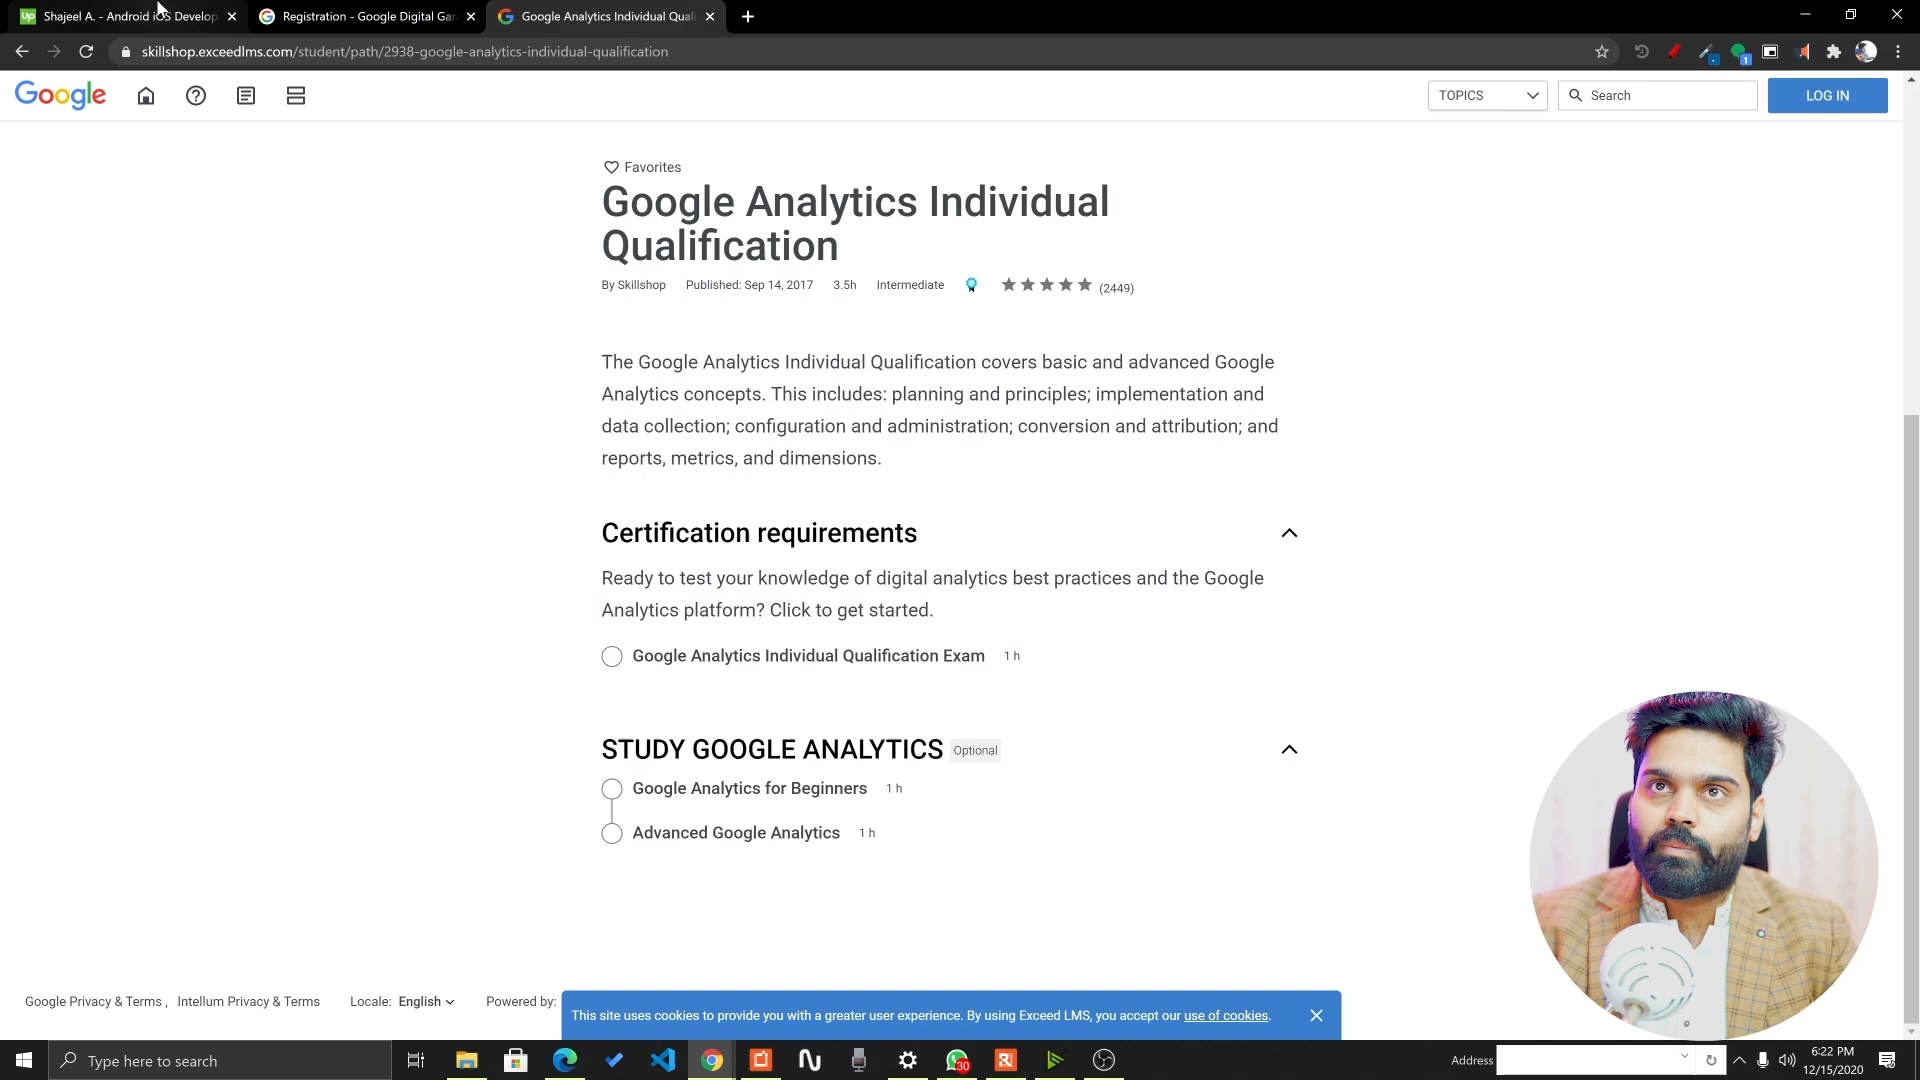 Up Shajeel A. - Android iOS Develop
Registration - Google Digital Gar
Google Analytics Individual Quali
skillshop.exceedlms.com/student/path/2938-google-analytics-individual-qualification
1
Google
TOPICS
Search
LOG IN
Favorites
Google Analytics Individual
Qualification
By Skillshop Published: Sep 14, 2017 3.5h Intermediate (2449)
The Google Analytics Individual Qualification covers basic and advanced Google
Analytics concepts. This includes: planning and principles; implementation and
data collection; configuration and administration; conversion and attribution; and
reports, metrics, and dimensions.
Certification requirements
Ready to test your knowledge of digital analytics best practices and the Google
Analytics platform? Click to get started.
Google Analytics Individual Qualification Exam 1 h
STUDY GOOGLE ANALYTICS Optional
Google Analytics for Beginners 1 h
Advanced Google Analytics 1 h
Google Privacy & Terms , Intellum Privacy & Terms Locale: English Powered by:
This site uses cookies to provide you with a greater user experience. By using Exceed LMS, you accept our use of cookies.
Type here to search
30
Address
6:22 PM
12/15/2020